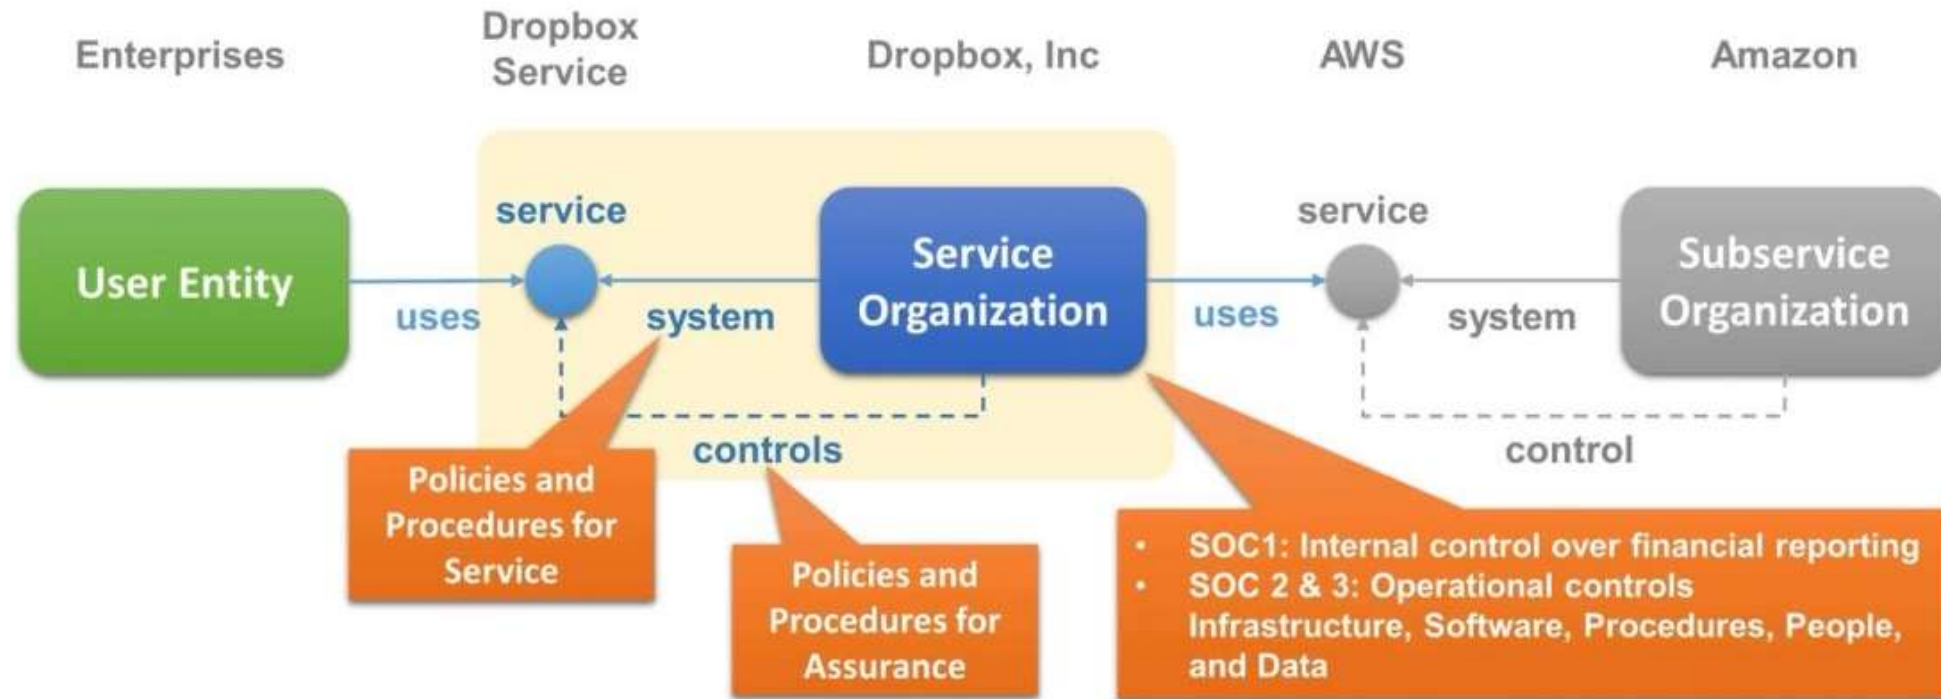 Enterprises
Dropbox
Service
Dropbox, Inc
AWS
Amazon
User Entity
uses
service
system
controls
Service
Organization
uses
service
system
control
Subservice
Organization
Policies and
Procedures for
Service
Policies and
Procedures for
Assurance
• SOC1: Internal control over financial reporting
• SOC 2 & 3: Operational controls
Infrastructure, Software, Procedures, People,
and Data